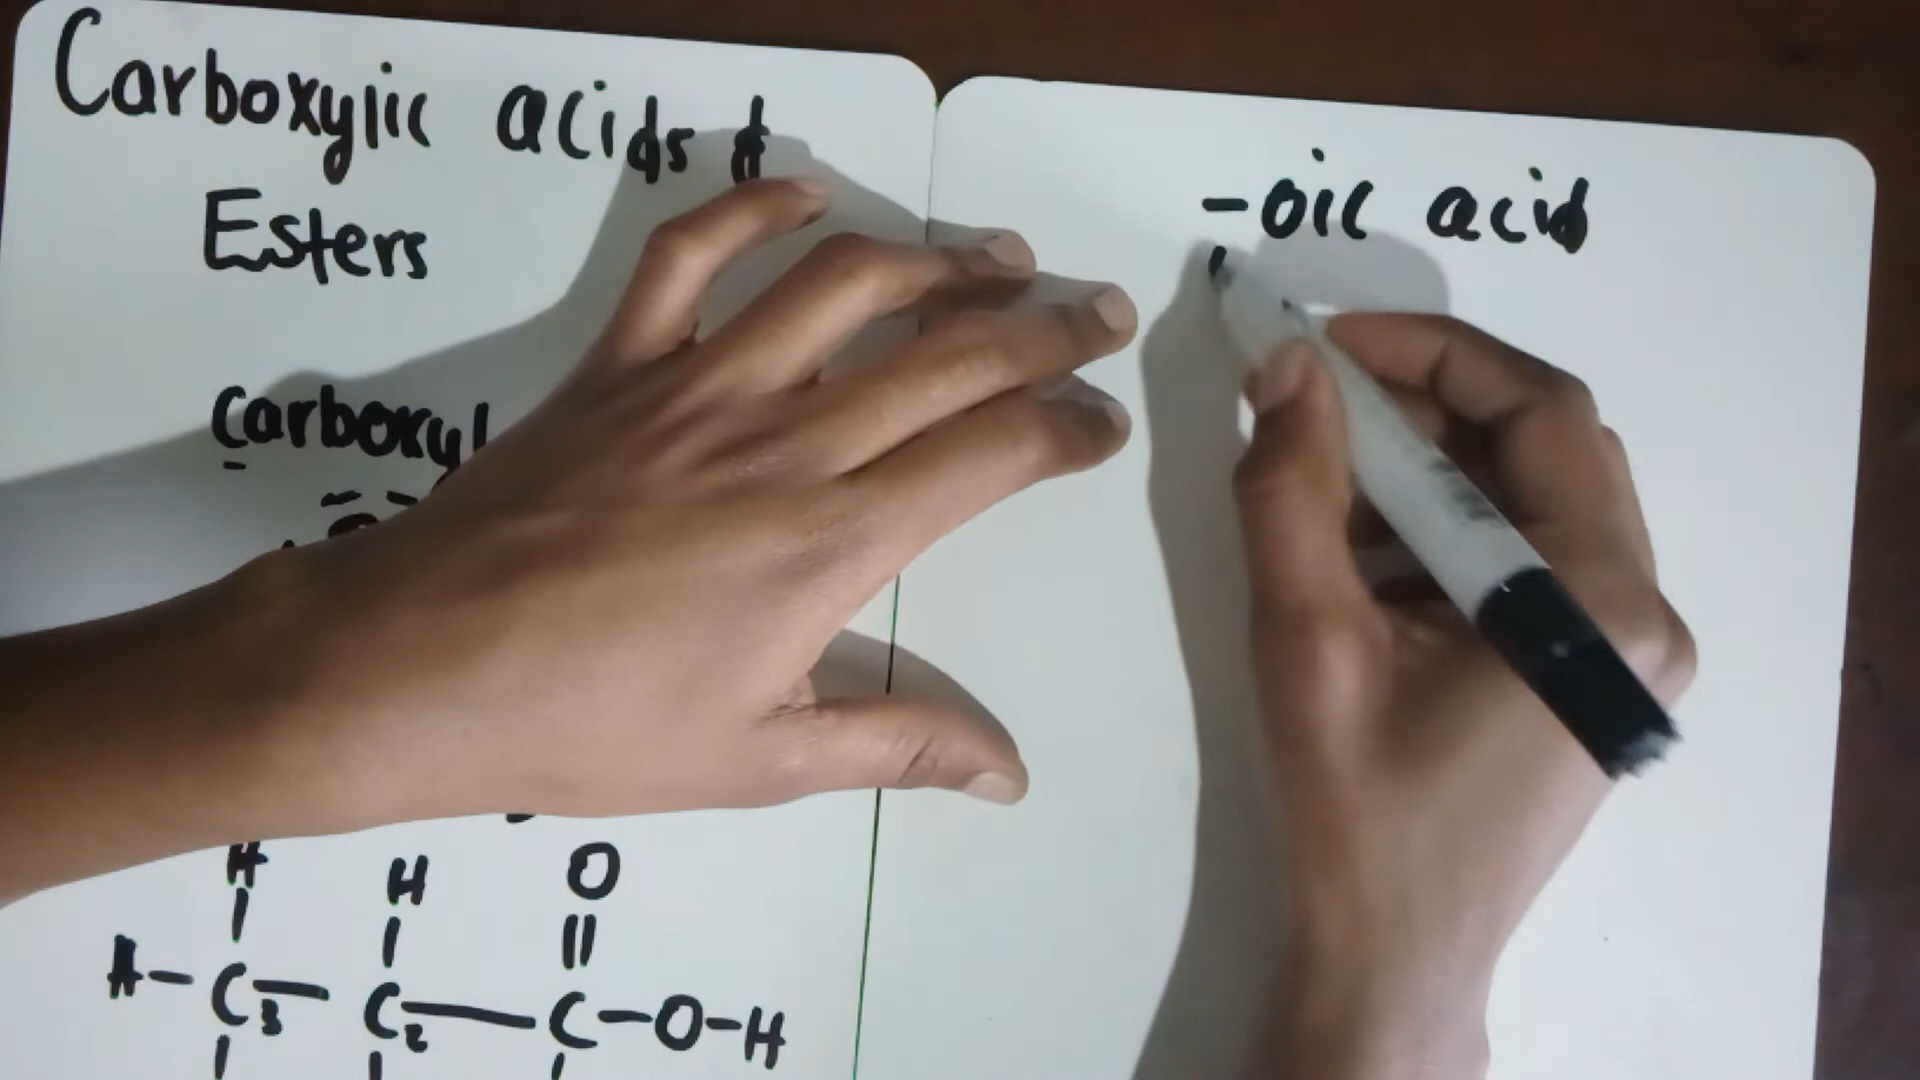 Carboxylic acids &
Esters
carboxyl
H H O
H-C3-C2-C-O-H
-oic acid